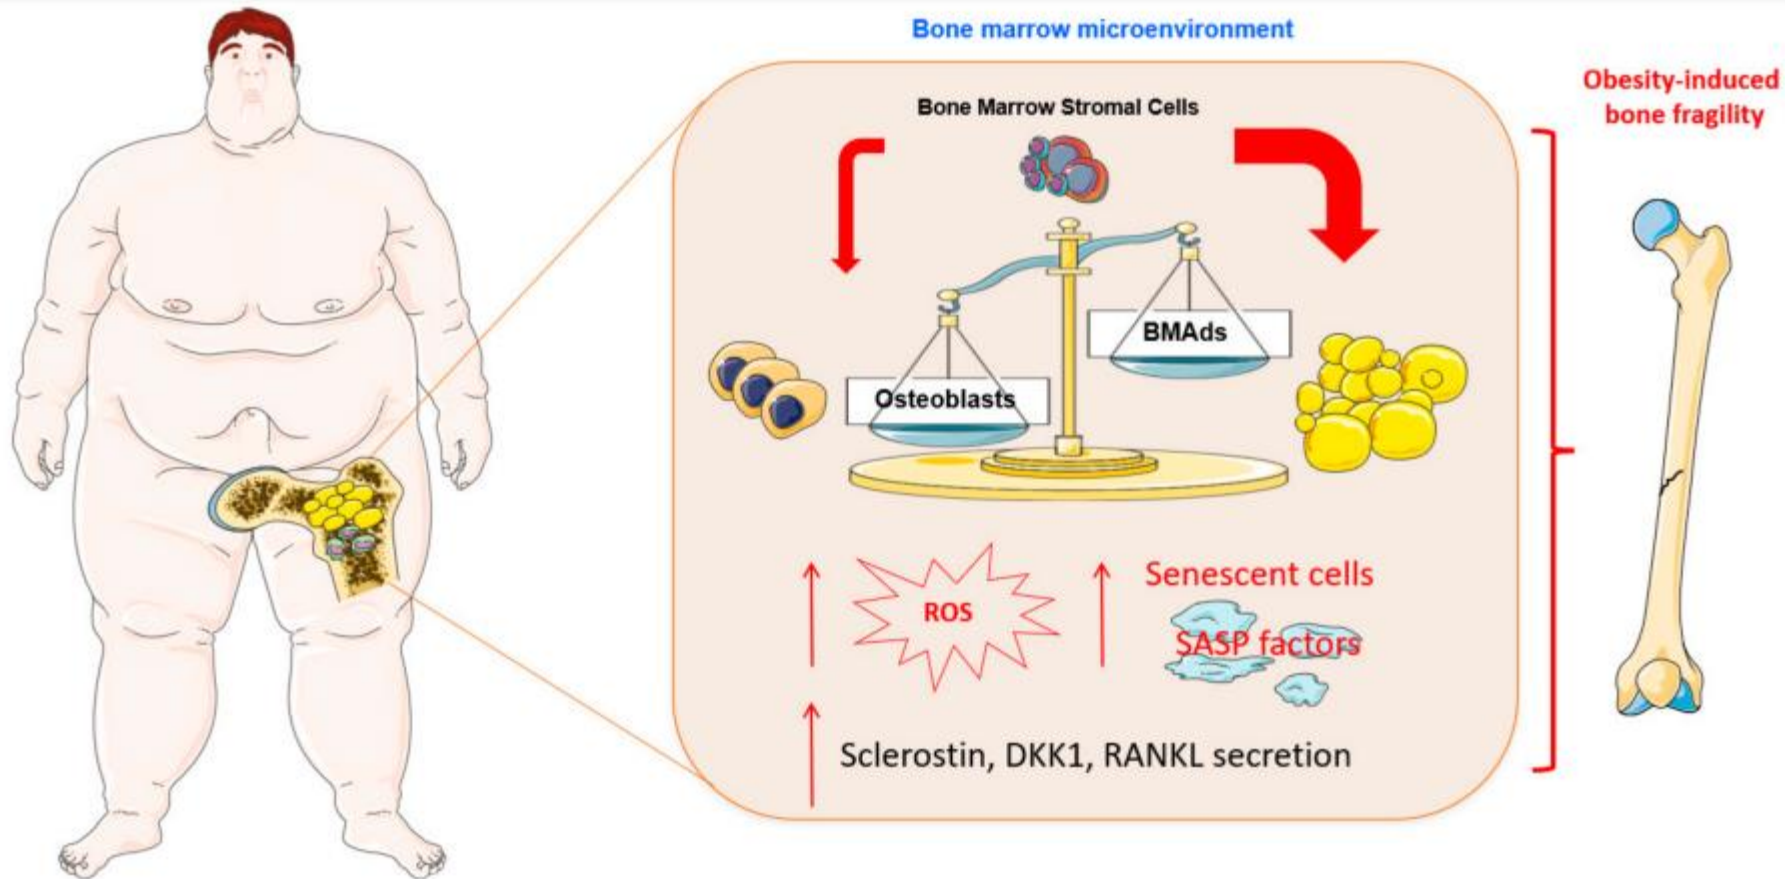 Bone marrow microenvironment
Obesity-induced
bone fragility
Bone Marrow Stromal Cells
BMAds
Osteoblasts
ROS
Senescent cells
SASP factors
Sclerostin, DKK1, RANKL secretion